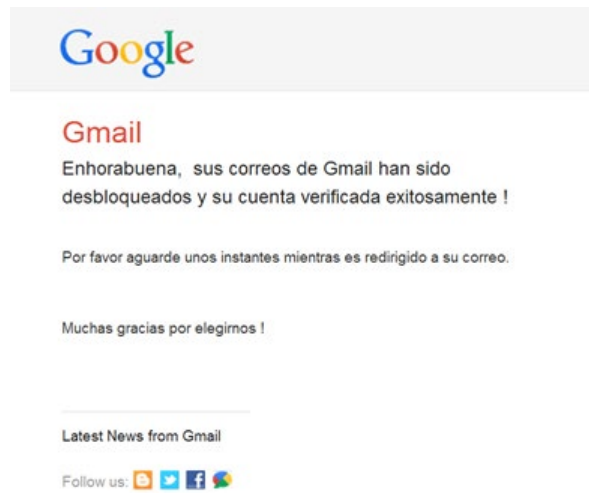 Google
Gmail
Enhorabuena, sus correos de Gmail han sido
desbloqueados y su cuenta verificada exitosamente !
Por favor aguarde unos instantes mientras es redirigido a su correo.
Muchas gracias por elegirnos !
Latest News from Gmail
Follow us: